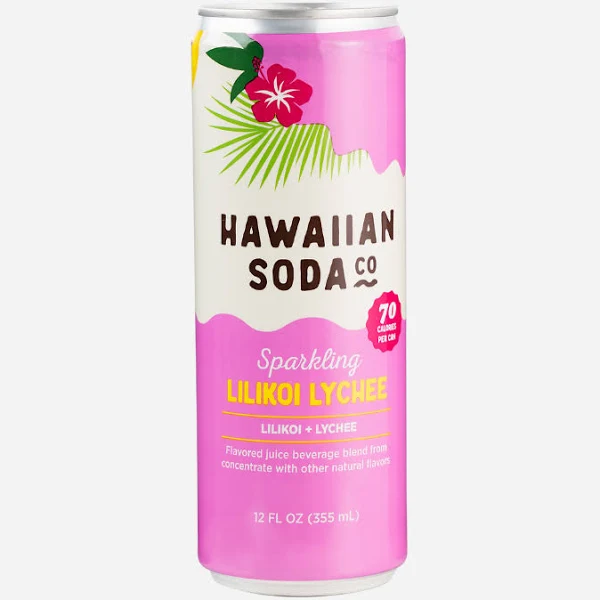 HAWAIIAN
SODA CO
70
CALORIES
PER CAN
Sparkling
LILIKOI LYCHEE
LILIKOI + LYCHEE
Flavored juice beverage blend from
concentrate with other natural flavors
12 FL OZ (355 mL)